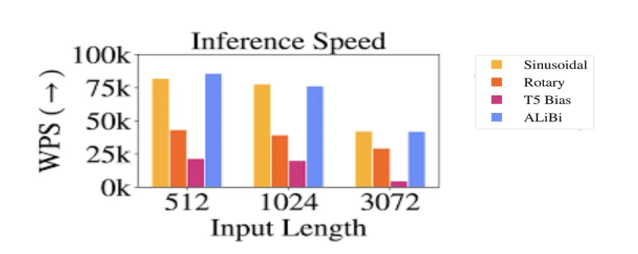 Inference Speed
100k
75k
50k
25k
0k
WPS (→)
512 1024 3072
Input Length
Sinusoidal
Rotary
T5 Bias
ALiBi